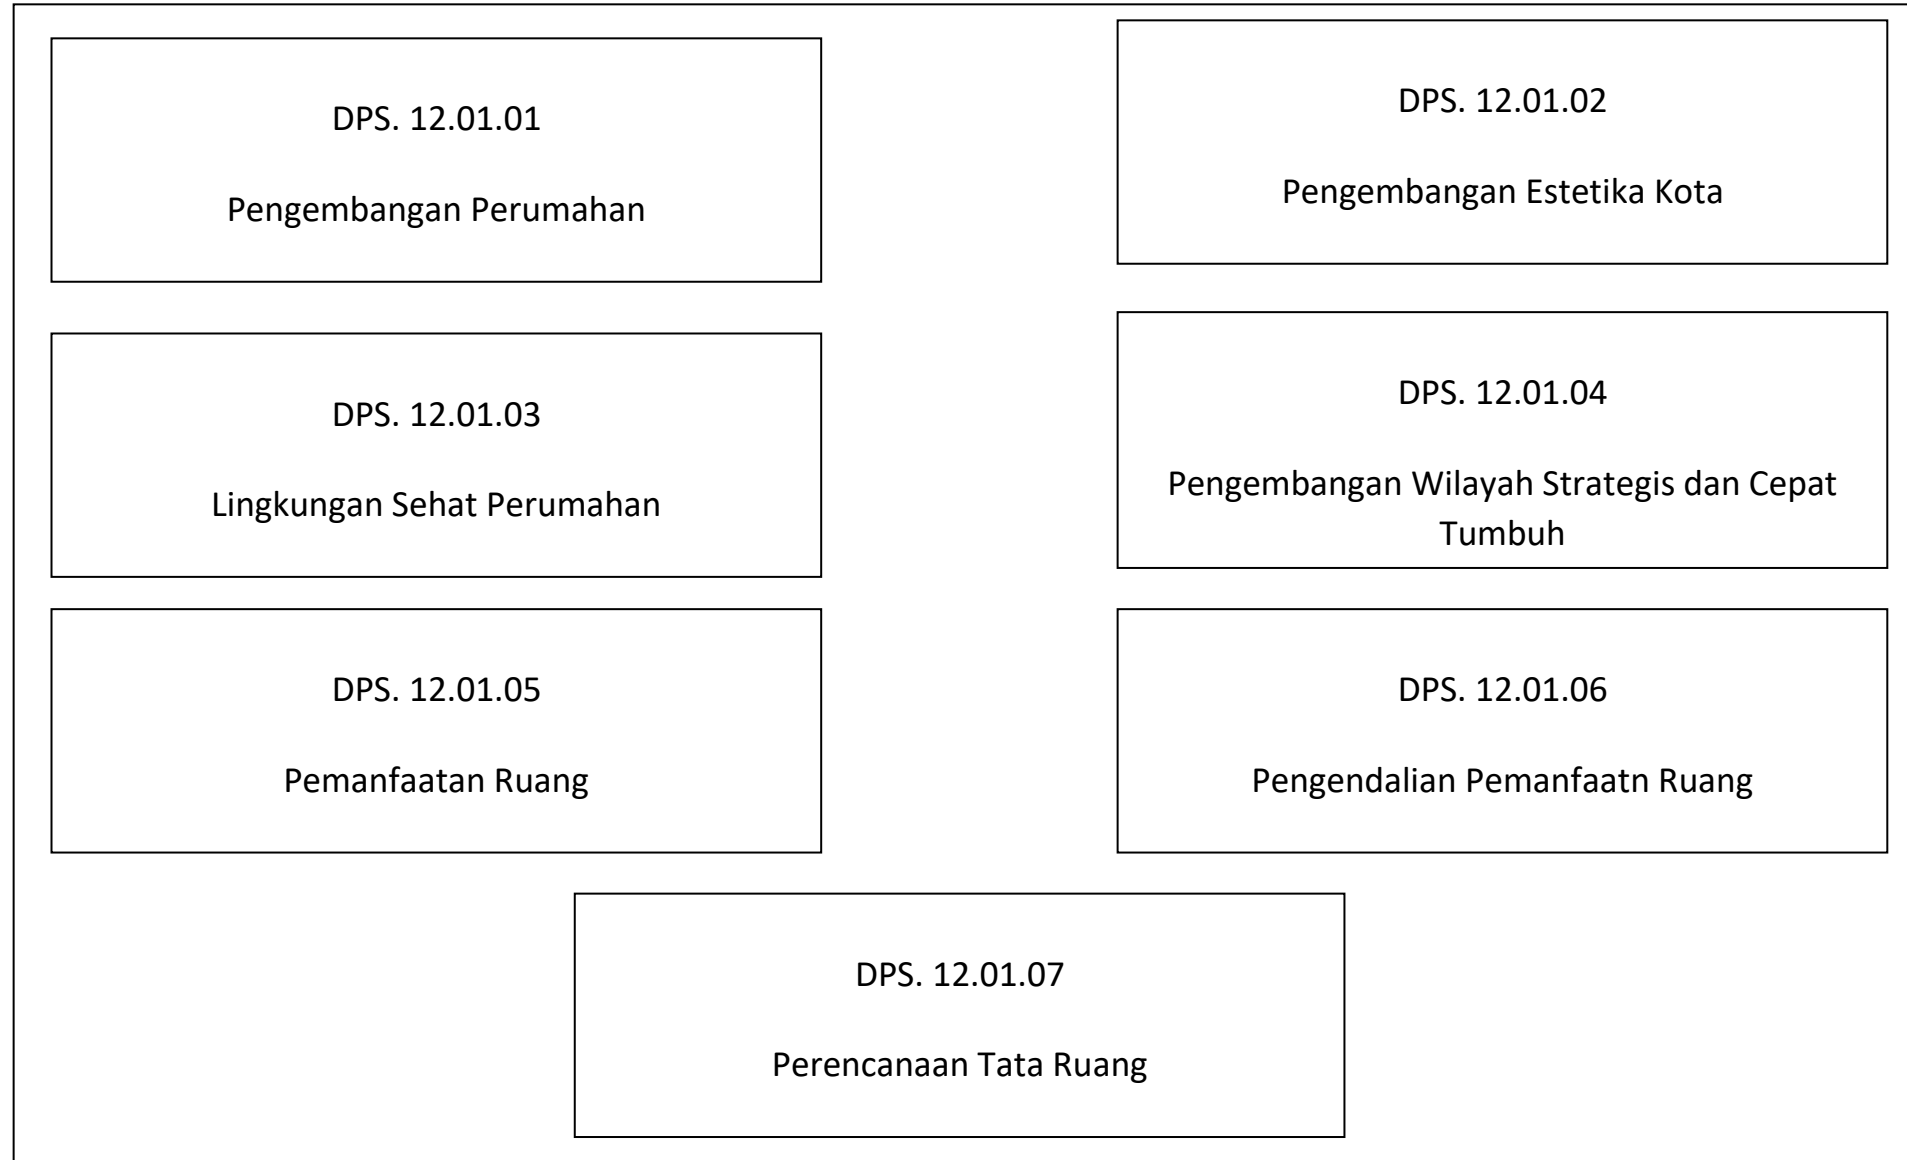 DPS. 12.01.01
Pengembangan Perumahan
DPS. 12.01.02
Pengembangan Estetika Kota
DPS. 12.01.03
Lingkungan Sehat Perumahan
DPS. 12.01.04
Pengembangan Wilayah Strategis dan Cepat
Tumbuh
DPS. 12.01.05
Pemanfaatan Ruang
DPS. 12.01.06
Pengendalian Pemanfaatn Ruang
DPS. 12.01.07
Perencanaan Tata Ruang